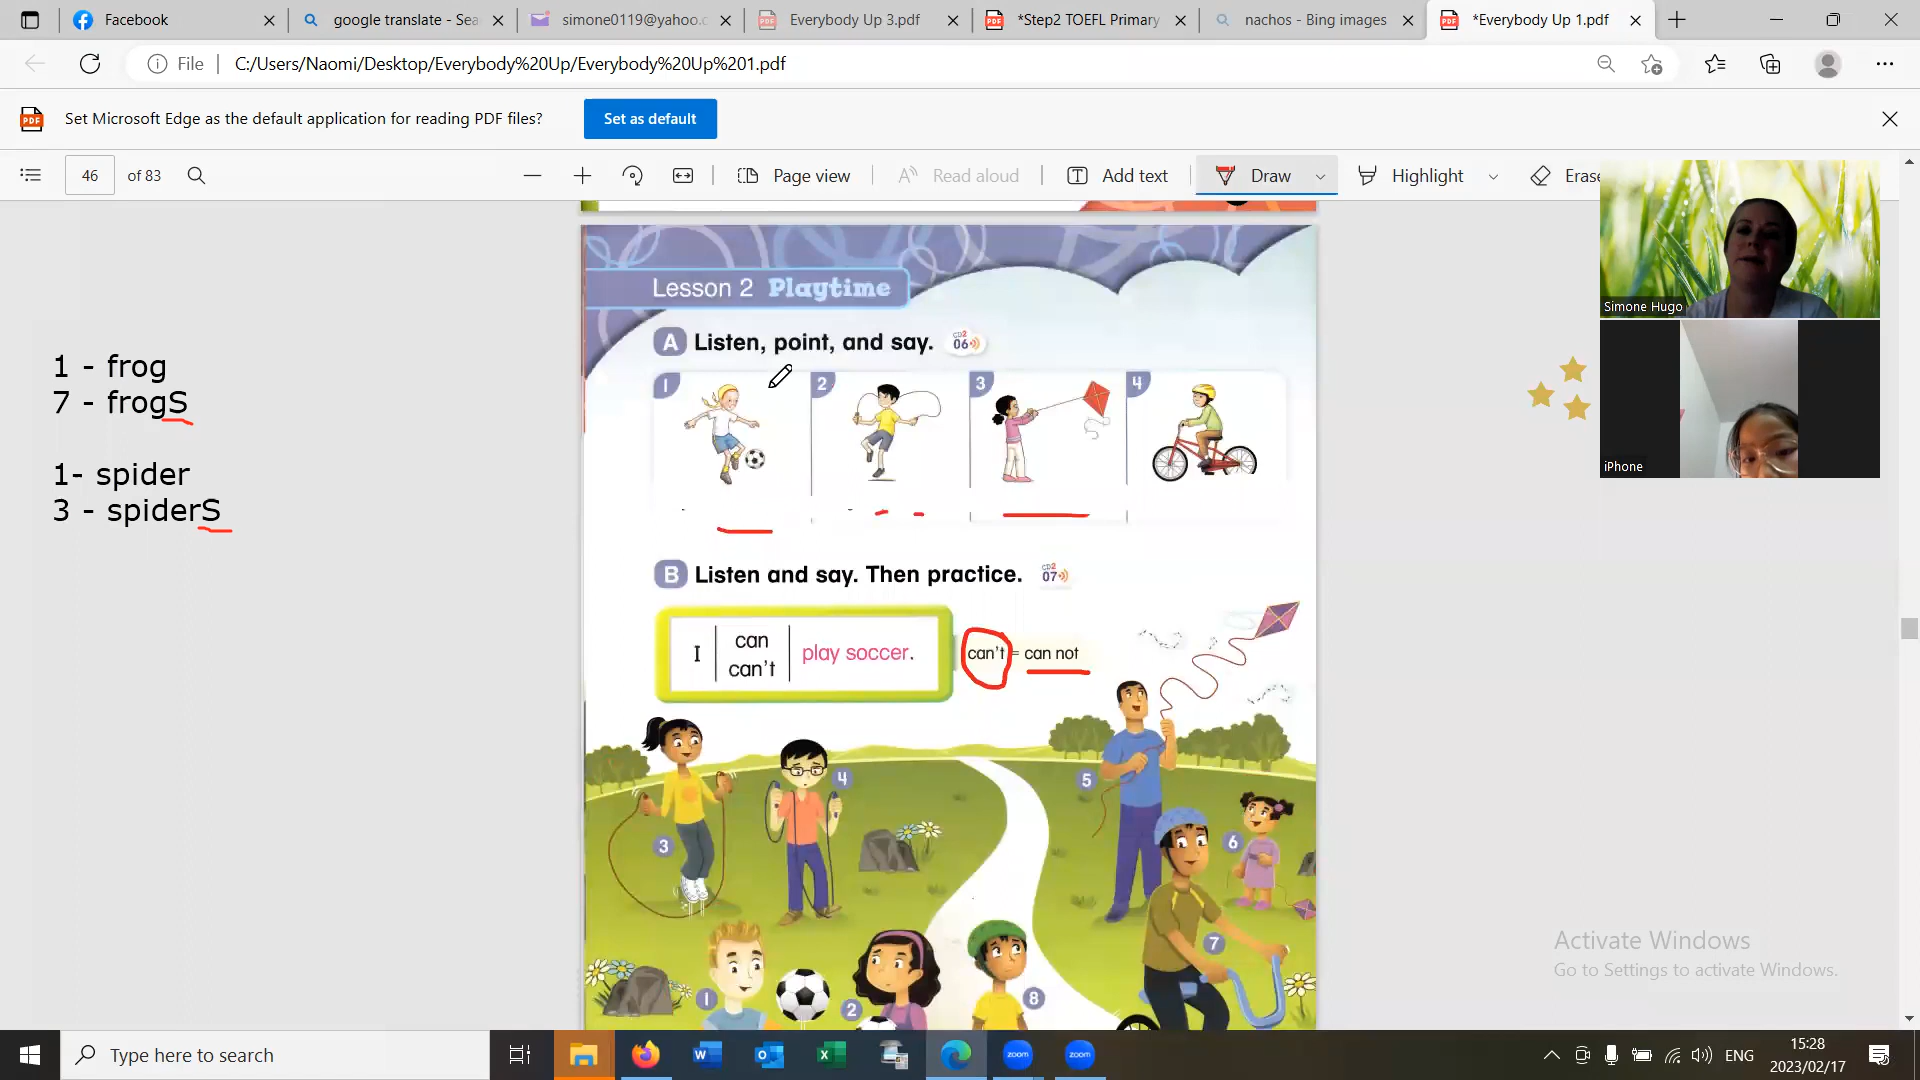 Facebook
google translate - Sea
simone0119@yahoo.c
Everybody Up 3.pdf
*Step2 TOEFL Primary
nachos - Bing images
*Everybody Up 1.pdf
File
C:/Users/Naomi/Desktop/Everybody%20Up/Everybody%20Up%201.pdf
Set Microsoft Edge as the default application for reading PDF files?
Set as default
46 of 83
Page view
Read aloud
Add text
Draw
Highlight
Erase
Simone Hugo
iPhone
1 - frog
7 - frogS
1- spider
3 - spiderS
Lesson 2 Playtime
A Listen, point, and say. CD2 06
1
2
3
4
B Listen and say. Then practice. CD2 07
I can can't play soccer.
can't = can not
3
4
5
6
7
1
2
8
Activate Windows
Go to Settings to activate Windows.
Type here to search
zoom
zoom
ENG
15:28
2023/02/17